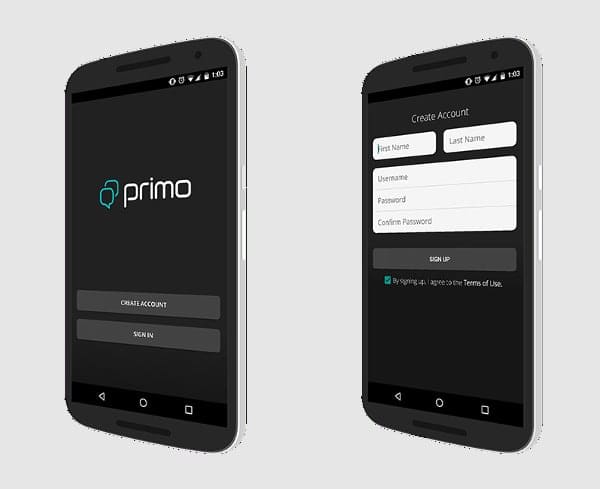 1:03
primo
CREATE ACCOUNT
SIGN IN
1:03
Create Account
First Name
Last Name
Username
Password
Confirm Password
SIGN UP
By signing up, I agree to the Terms of Use.